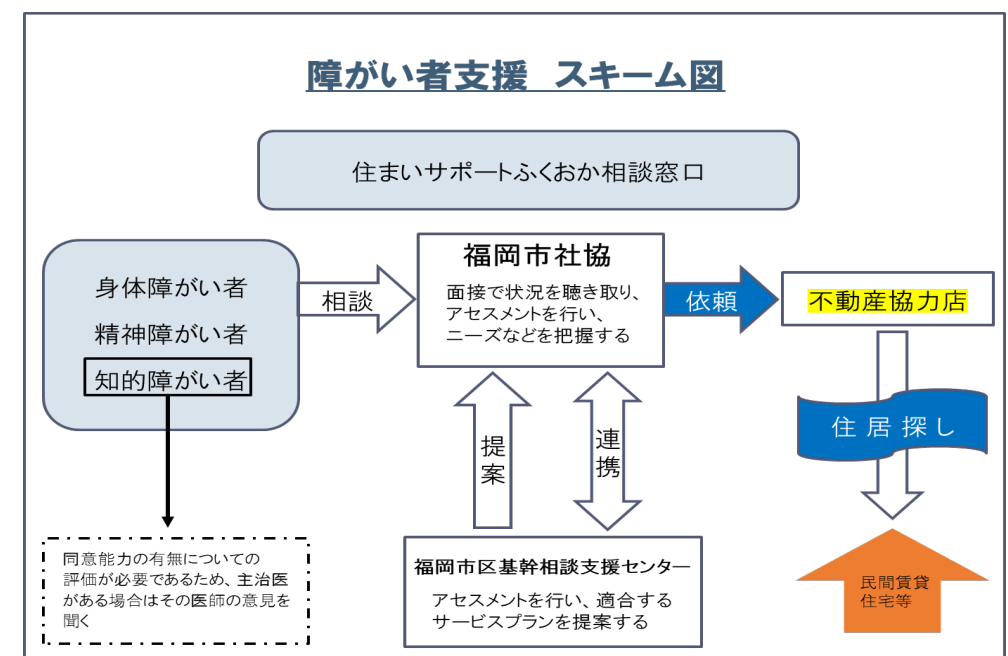 障がい者支援　スキーム図
住まいサポートふくおか相談窓口
身体障がい者
精神障がい者
知的障がい者
相談
福岡市社協
面接で状況を聴き取り、
アセスメントを行い、
ニーズなどを把握する
依頼
不動産協力店
提案
連携
住居探し
同意能力の有無についての
評価が必要であるため、主治医
がある場合はその医師の意見を
聞く
福岡市区基幹相談支援センター
アセスメントを行い、適合する
サービスプランを提案する
民間賃貸
住宅等